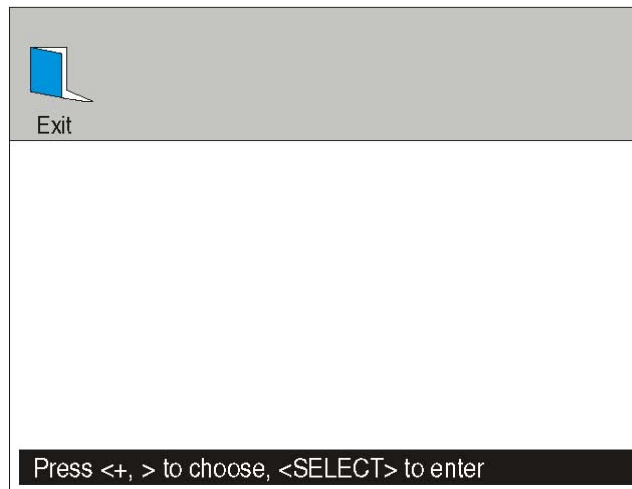 Exit
Press <+, > to choose, <SELECT> to enter